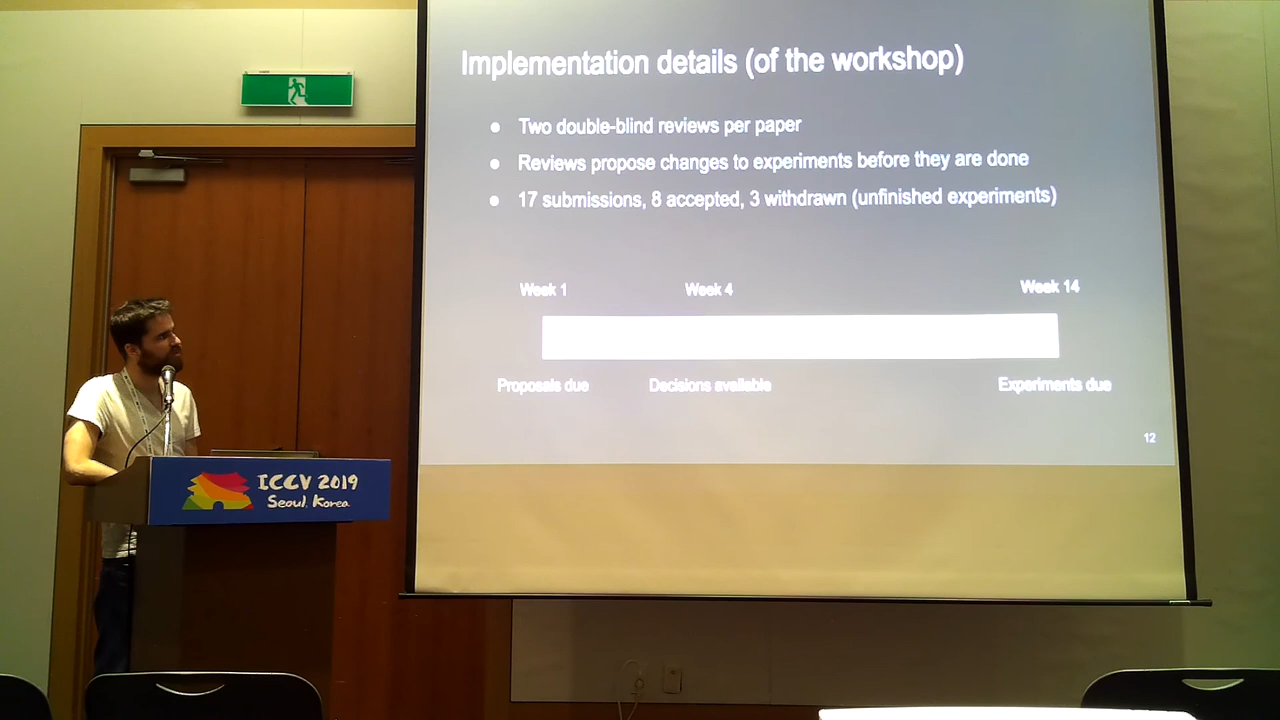 Implementation details (of the workshop)
● Two double-blind reviews per paper
● Reviews propose changes to experiments before they are done
● 17 submissions, 8 accepted, 3 withdrawn (unfinished experiments)
Week 1
Week 4
Week 14
Proposals due
Decisions available
Experiments due
12
ICCV 2019
Seoul, Korea